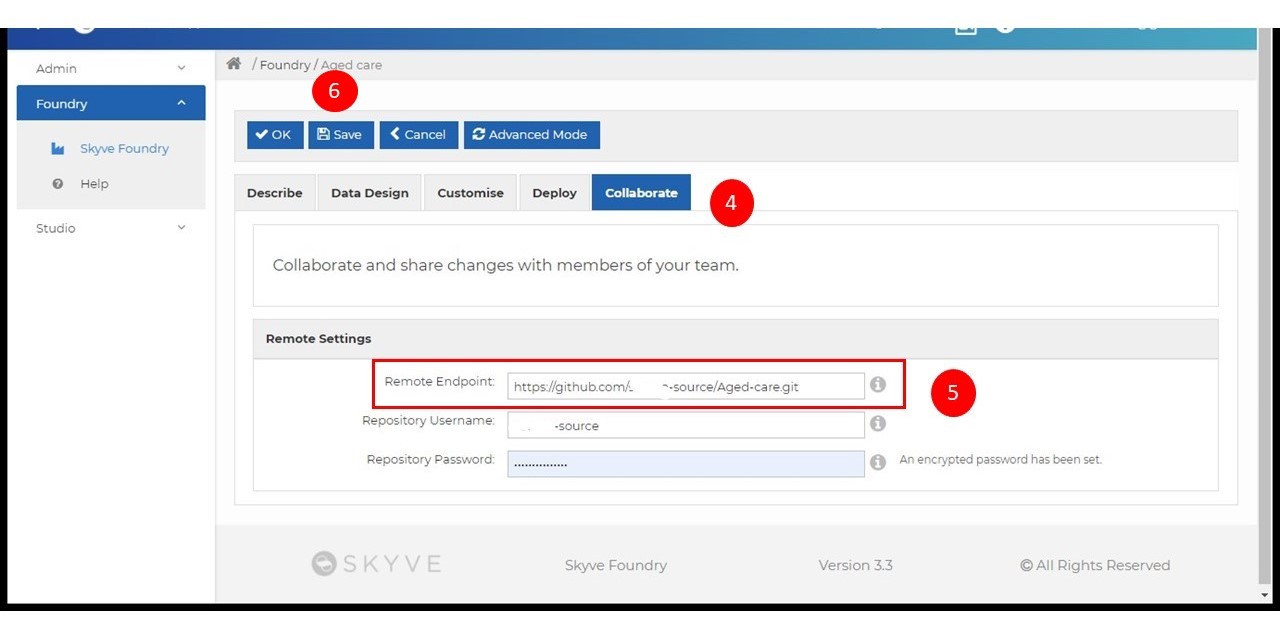 Admin
/ Foundry / Aged care
6
Foundry
OK Save Cancel Advanced Mode
Skyve Foundry
Help
Describe Data Design Customise Deploy Collaborate
4
Studio
Collaborate and share changes with members of your team.
Remote Settings
Remote Endpoint: https://github.com/ -source/Aged-care.git
5
Repository Username: -source
Repository Password: ............... An encrypted password has been set.
SKYVE Skyve Foundry Version 3.3 © All Rights Reserved